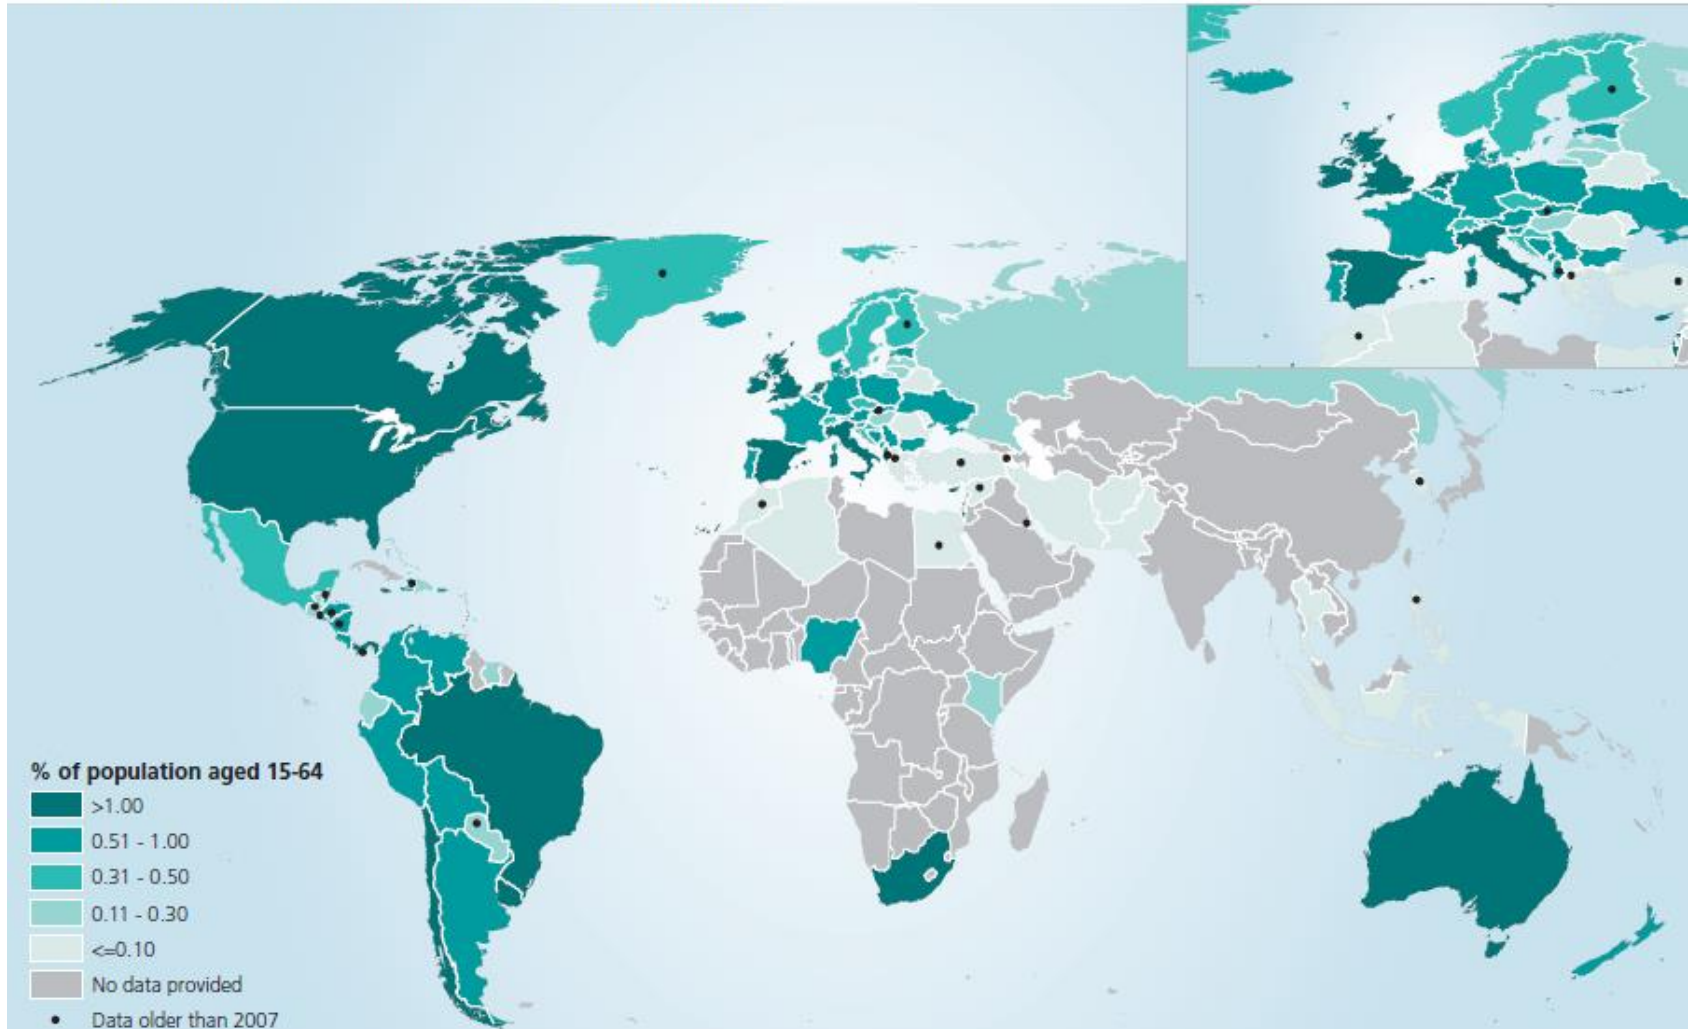 % of population aged 15-64
>1.00
0.51 - 1.00
0.31 - 0.50
0.11 - 0.30
<=0.10
No data provided
• Data older than 2007